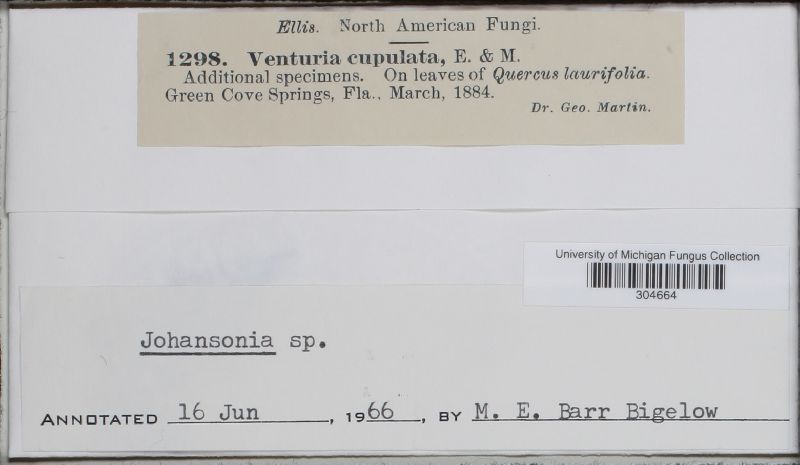 Ellis. North American Fungi.
1298. Venturia cupulata, E. & M.
Additional specimens. On leaves of Quercus laurifolia.
Green Cove Springs, Fla., March, 1884.
Dr. Geo. Martin.
University of Michigan Fungus Collection
304664
Johansonia sp.
ANNOTATED 16 Jun, 1966, BY M. E. Barr Bigelow